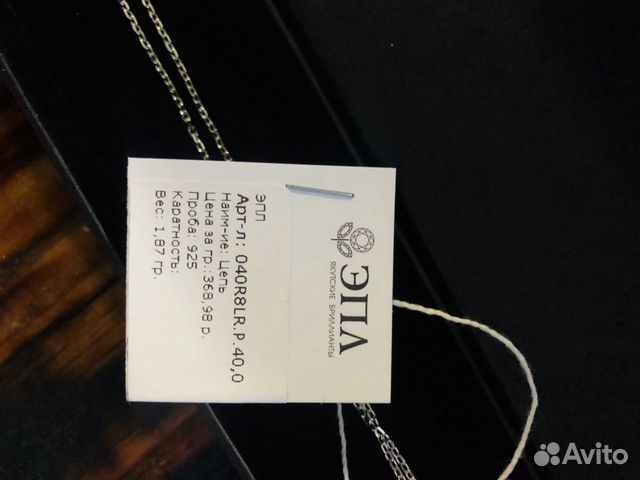 ЭПЛ
ЯКУТСКИЕ БРИЛЛИАНТЫ
ЭПЛ
Арт-л: 040R8LR.P.40,0
Наим-ие: Цепь
Цена за гр.:368,98 р.
Проба: 925
Каратность:
Вес: 1,87 гр.
Avito